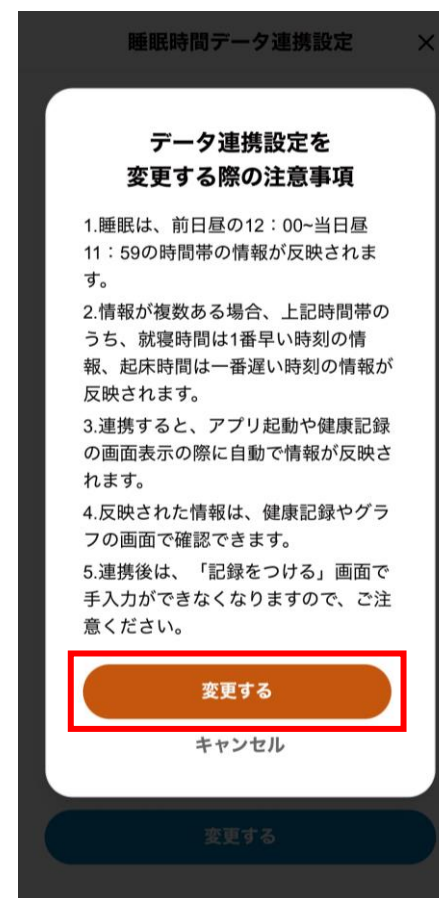 睡眠時間データ連携設定 ×
データ連携設定を
変更する際の注意事項
1.睡眠は、前日昼の12：00~当日昼
11：59の時間帯の情報が反映されま
す。
2.情報が複数ある場合、上記時間帯の
うち、就寝時間は1番早い時刻の情
報、起床時間は一番遅い時刻の情報が
反映されます。
3.連携すると、アプリ起動や健康記録
の画面表示の際に自動で情報が反映さ
れます。
4.反映された情報は、健康記録やグラ
フの画面で確認できます。
5.連携後は、「記録をつける」画面で
手入力ができなくなりますので、ご注
意ください。
変更する
キャンセル
変更する